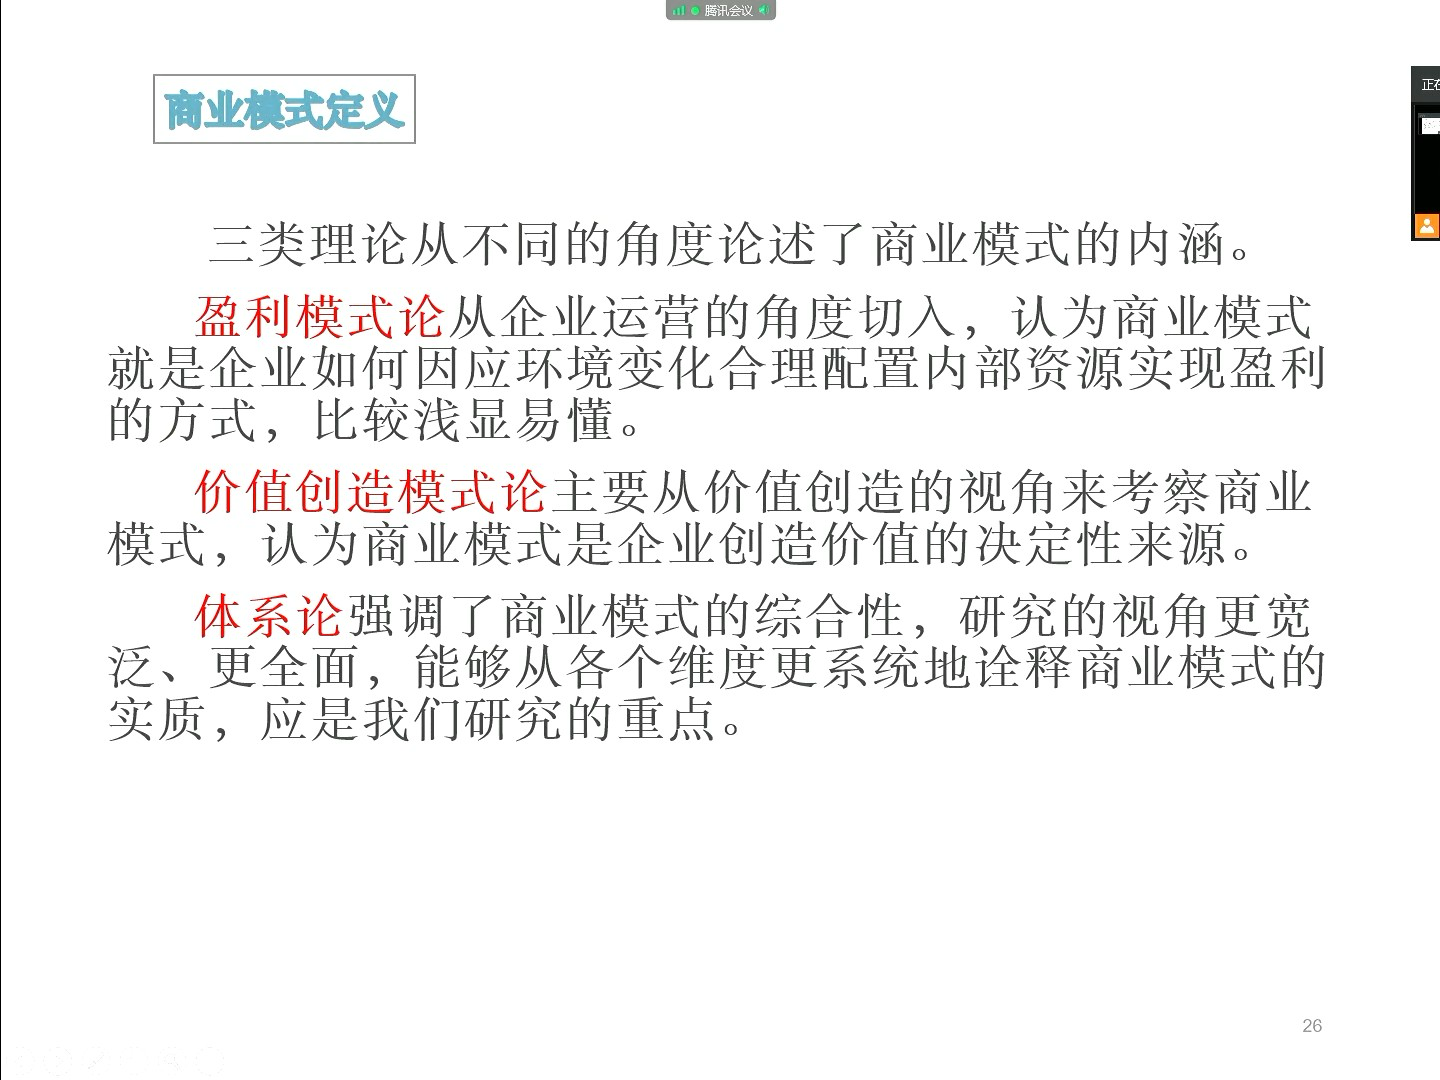 腾讯会议
正在
商业模式定义
三类理论从不同的角度论述了商业模式的内涵。
盈利模式论从企业运营的角度切入，认为商业模式
就是企业如何因应环境变化合理配置内部资源实现盈利
的方式，比较浅显易懂。
价值创造模式论主要从价值创造的视角来考察商业
模式，认为商业模式是企业创造价值的决定性来源。
体系论强调了商业模式的综合性，研究的视角更宽
泛、更全面，能够从各个维度更系统地诠释商业模式的
实质，应是我们研究的重点。
26